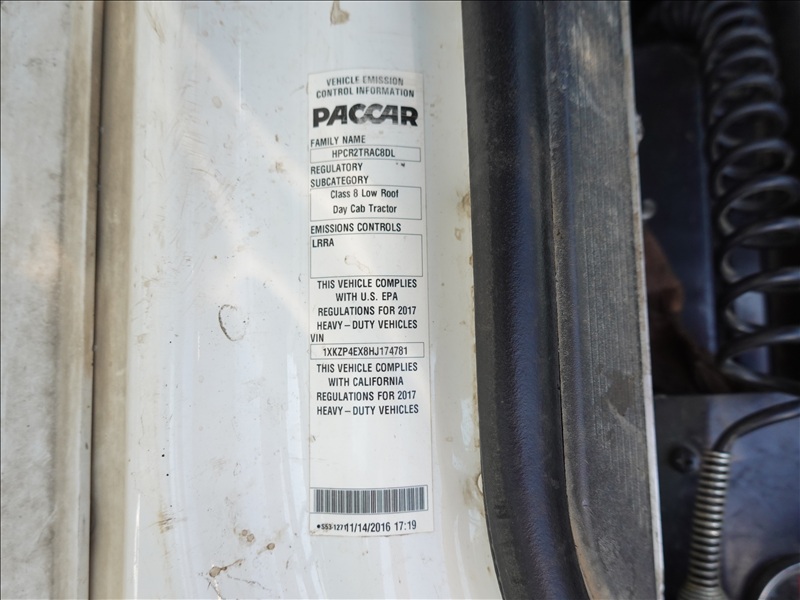 VEHICLE EMISSION
CONTROL INFORMATION
PACCAR
FAMILY NAME
HPCR2TRAC8DL
REGULATORY
SUBCATEGORY
Class 8 Low Roof
Day Cab Tractor
EMISSIONS CONTROLS
LRRA
THIS VEHICLE COMPLIES
WITH U.S. EPA
REGULATIONS FOR 2017
HEAVY-DUTY VEHICLES
VIN
1XKZP4EX8HJ174781
THIS VEHICLE COMPLIES
WITH CALIFORNIA
REGULATIONS FOR 2017
HEAVY-DUTY VEHICLES
11/14/2016 17:19